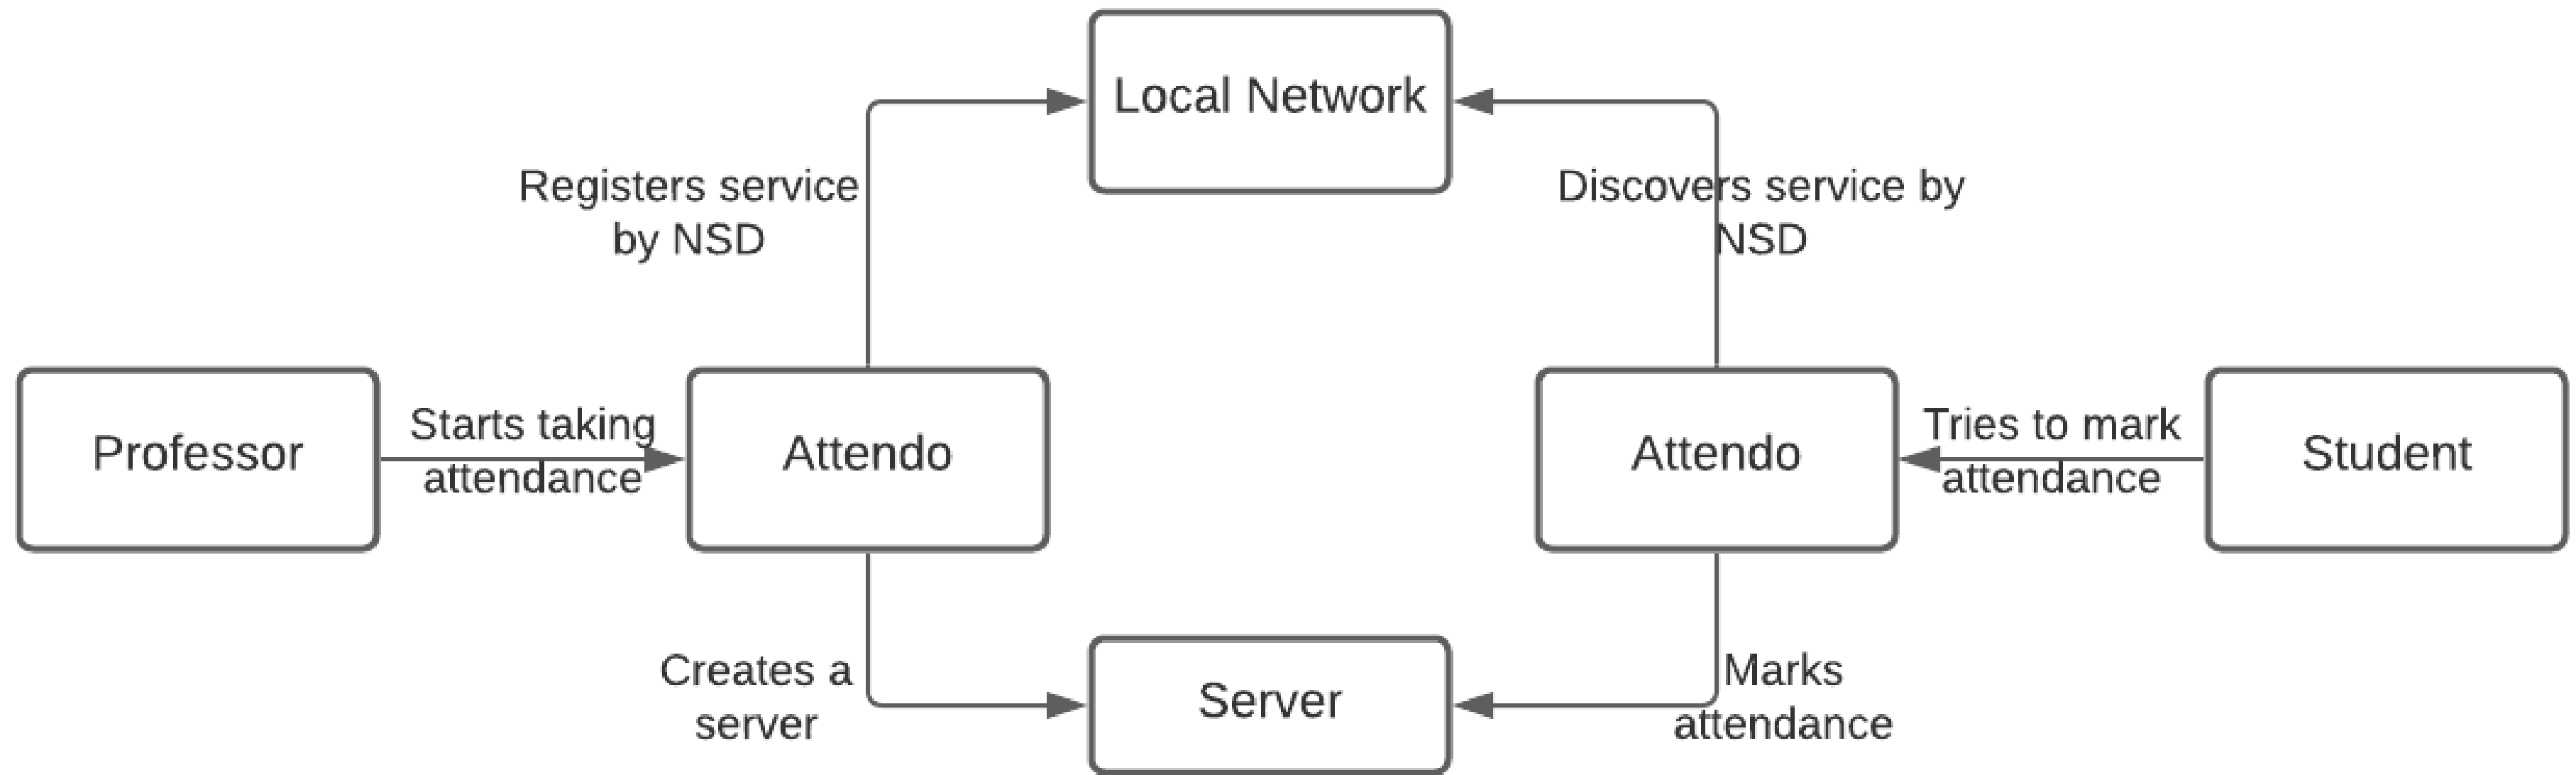 Local Network
Registers service
by NSD
Discovers service by
NSD
Professor
Starts taking
attendance
Attendo
Attendo
Tries to mark
attendance
Student
Creates a
server
Server
Marks
attendance